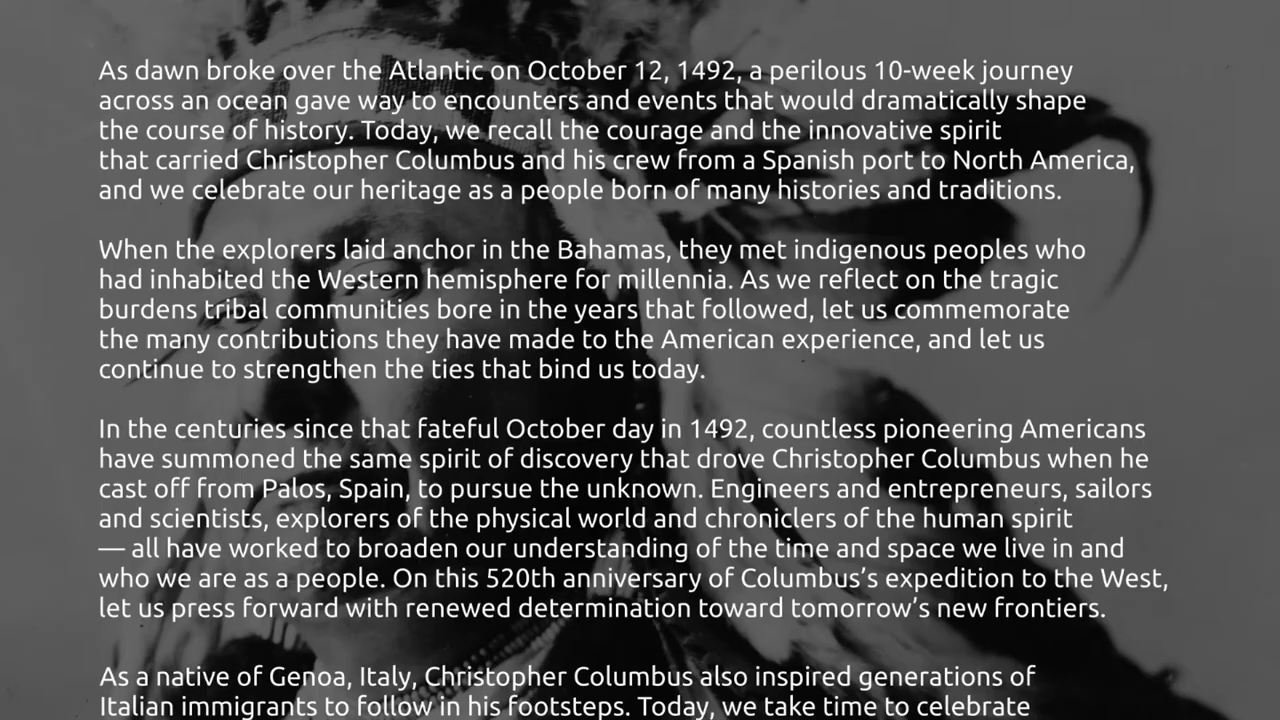 As dawn broke over the Atlantic on October 12, 1492, a perilous 10-week journey
across an ocean gave way to encounters and events that would dramatically shape
the course of history. Today, we recall the courage and the innovative spirit
that carried Christopher Columbus and his crew from a Spanish port to North America,
and we celebrate our heritage as a people born of many histories and traditions.
When the explorers laid anchor in the Bahamas, they met indigenous peoples who
had inhabited the Western hemisphere for millennia. As we reflect on the tragic
burdens tribal communities bore in the years that followed, let us commemorate
the many contributions they have made to the American experience, and let us
continue to strengthen the ties that bind us today.
In the centuries since that fateful October day in 1492, countless pioneering Americans
have summoned the same spirit of discovery that drove Christopher Columbus when he
cast off from Palos, Spain, to pursue the unknown. Engineers and entrepreneurs, sailors
and scientists, explorers of the physical world and chroniclers of the human spirit
— all have worked to broaden our understanding of the time and space we live in and
who we are as a people. On this 520th anniversary of Columbus’s expedition to the West,
let us press forward with renewed determination toward tomorrow’s new frontiers.
As a native of Genoa, Italy, Christopher Columbus also inspired generations of
Italian immigrants to follow in his footsteps. Today, we take time to celebrate